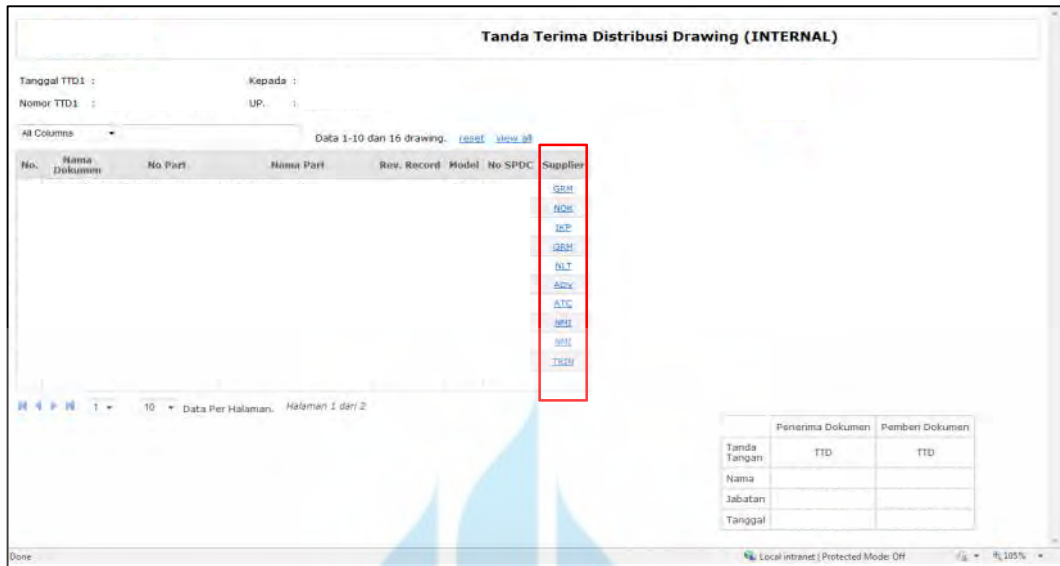 Tanda Terima Distribusi Drawing (INTERNAL)
Tanggal TTD1 : Kepada :
Nomor TTD1 : UP. :
All Columns Data 1-10 dari 16 drawing. reset view all
No. Nama Dokumen No Part Nama Part Rev. Record Model No SPDC Supplier
GRM
NOK
IKP
GRM
NLT
ADV
ATC
NMI
NMI
TRIN
1 10 Data Per Halaman. Halaman 1 dari 2
Penerima Dokumen Pemberi Dokumen
Tanda Tangan TTD TTD
Nama
Jabatan
Tanggal
Done Local intranet | Protected Mode: Off 105%